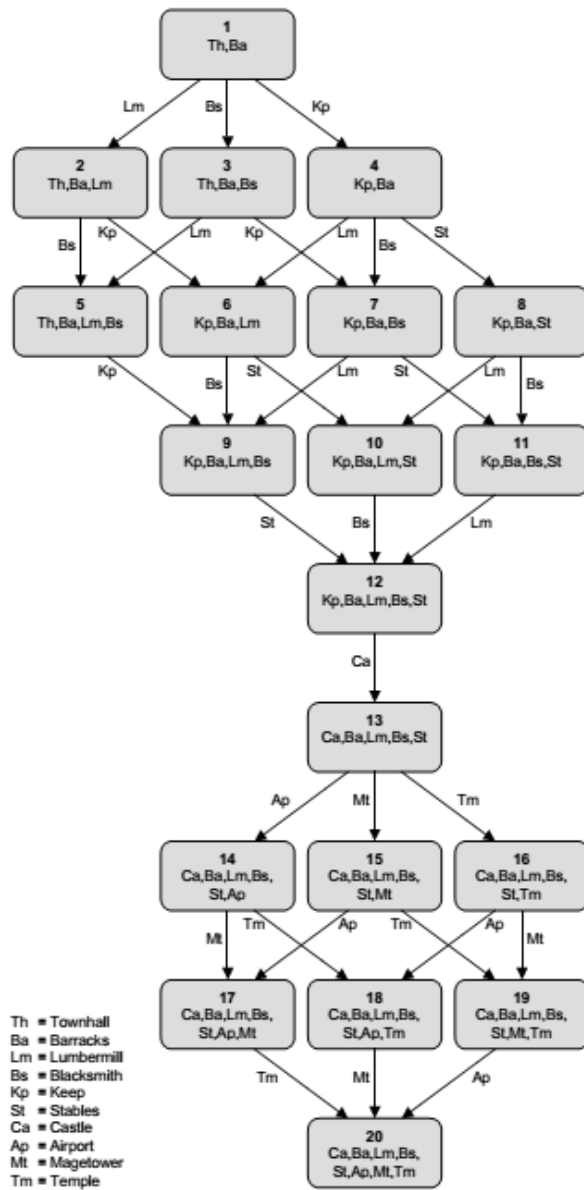 1
Th,Ba
Lm Bs Kp
2
Th,Ba,Lm
3
Th,Ba,Bs
4
Kp,Ba
Bs Kp Lm Kp Lm Bs St
5
Th,Ba,Lm,Bs
6
Kp,Ba,Lm
7
Kp,Ba,Bs
8
Kp,Ba,St
Kp Bs St Lm St Lm Bs
9
Kp,Ba,Lm,Bs
10
Kp,Ba,Lm,St
11
Kp,Ba,Bs,St
St Bs Lm
12
Kp,Ba,Lm,Bs,St
Ca
13
Ca,Ba,Lm,Bs,St
Ap Mt Tm
14
Ca,Ba,Lm,Bs,
St,Ap
15
Ca,Ba,Lm,Bs,
St,Mt
16
Ca,Ba,Lm,Bs,
St,Tm
Mt Tm Ap Tm Ap Mt
17
Ca,Ba,Lm,Bs,
St,Ap,Mt
18
Ca,Ba,Lm,Bs,
St,Ap,Tm
19
Ca,Ba,Lm,Bs,
St,Mt,Tm
Tm Mt Ap
20
Ca,Ba,Lm,Bs,
St,Ap,Mt,Tm
Th = Townhall
Ba = Barracks
Lm = Lumbermill
Bs = Blacksmith
Kp = Keep
St = Stables
Ca = Castle
Ap = Airport
Mt = Magetower
Tm = Temple